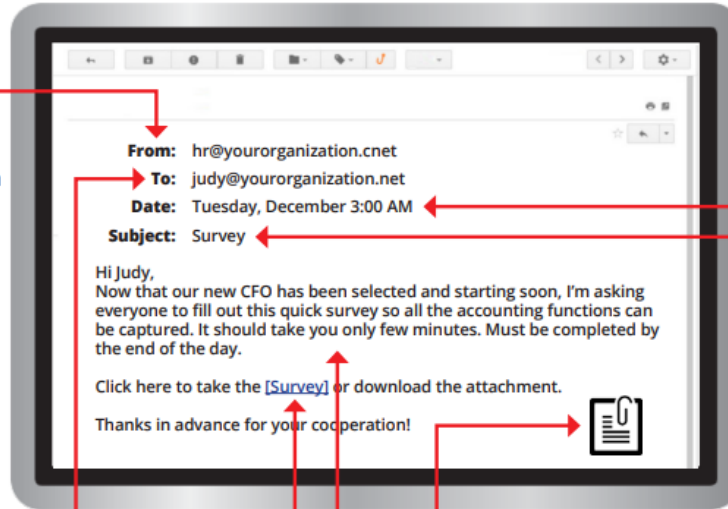 From: hr@yourorganization.cnet
To: judy@yourorganization.net
Date: Tuesday, December 3:00 AM
Subject: Survey
Hi Judy,
Now that our new CFO has been selected and starting soon, I'm asking
everyone to fill out this quick survey so all the accounting functions can
be captured. It should take you only few minutes. Must be completed by
the end of the day.
Click here to take the [Survey] or download the attachment.
Thanks in advance for your cooperation!